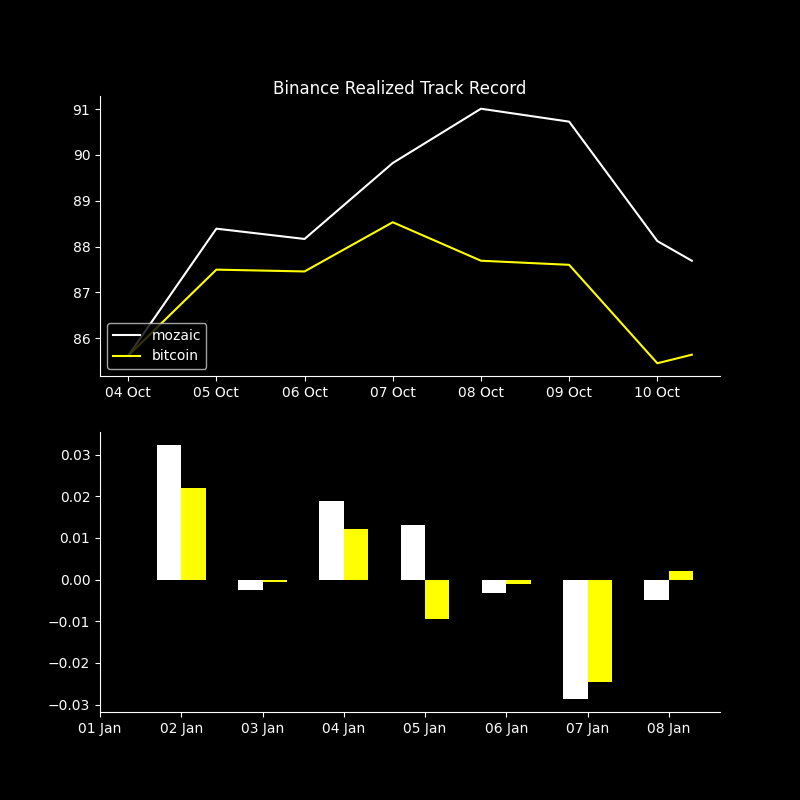 Binance Realized Track Record
91
90
89
88
87
86
mozaic
bitcoin
04 Oct 05 Oct 06 Oct 07 Oct 08 Oct 09 Oct 10 Oct
0.03
0.02
0.01
0.00
−0.01
−0.02
−0.03
01 Jan 02 Jan 03 Jan 04 Jan 05 Jan 06 Jan 07 Jan 08 Jan